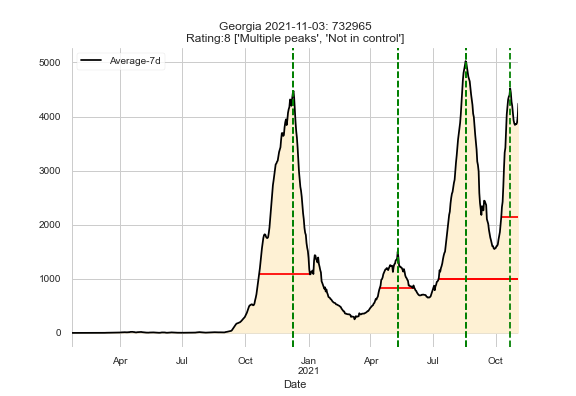 Georgia 2021-11-03: 732965
Rating:8 ['Multiple peaks', 'Not in control']
Average-7d
5000
4000
3000
2000
1000
0
Apr Jul Oct Jan Apr Jul Oct
2021
Date